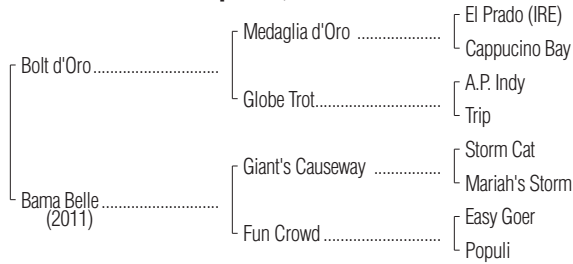 El Prado (IRE)
Medaglia d'Oro ...................
Cappucino Bay
Bolt d'Oro.............................
A.P. Indy
Globe Trot.............................
Trip
Storm Cat
Giant's Causeway ...............
Mariah's Storm
Bama Belle ...........................
(2011)
Easy Goer
Fun Crowd ...........................
Populi